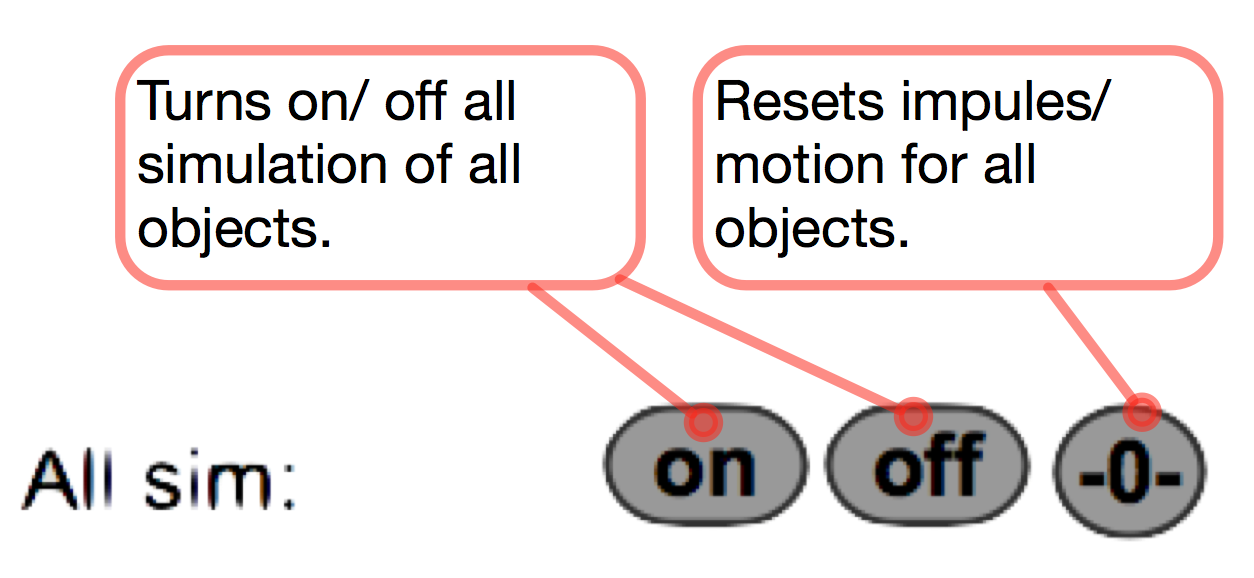 Turns on/ off all
simulation of all
objects.
Resets impules/
motion for all
objects.
All sim: on off -0-